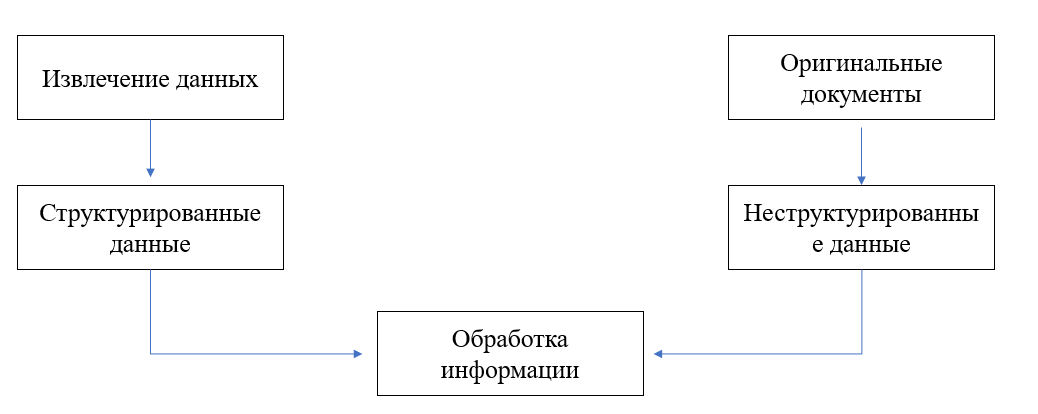 Извлечение данных
Оригинальные
документы
Структурированные
данные
Неструктурированны
е данные
Обработка
информации